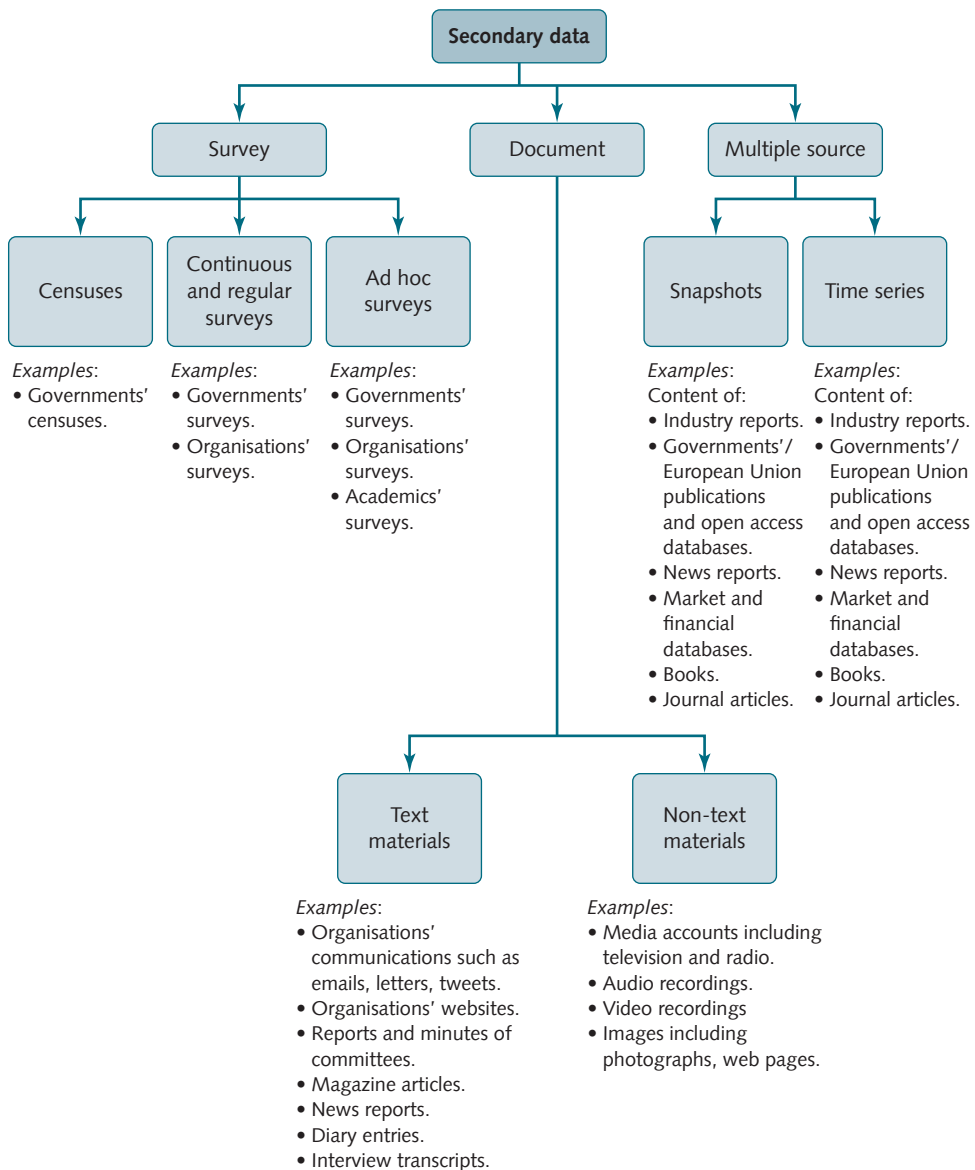 Secondary data
Survey
Document
Multiple source
Censuses
Continuous
and regular
surveys
Ad hoc
surveys
Snapshots
Time series
Examples:
• Governments'
censuses.
Examples:
• Governments'
surveys.
• Organisations'
surveys.
Examples:
• Governments'
surveys.
• Organisations'
surveys.
• Academics'
surveys.
Examples:
Content of:
• Industry reports.
• Governments'/
European Union
publications
and open access
databases.
• News reports.
• Market and
financial
databases.
• Books.
• Journal articles.
Examples:
Content of:
• Industry reports.
• Governments'/
European Union
publications
and open access
databases.
• News reports.
• Market and
financial
databases.
• Books.
• Journal articles.
Text
materials
Non-text
materials
Examples:
• Organisations'
communications such as
emails, letters, tweets.
• Organisations' websites.
• Reports and minutes of
committees.
• Magazine articles.
• News reports.
• Diary entries.
• Interview transcripts.
Examples:
• Media accounts including
television and radio.
• Audio recordings.
• Video recordings
• Images including
photographs, web pages.